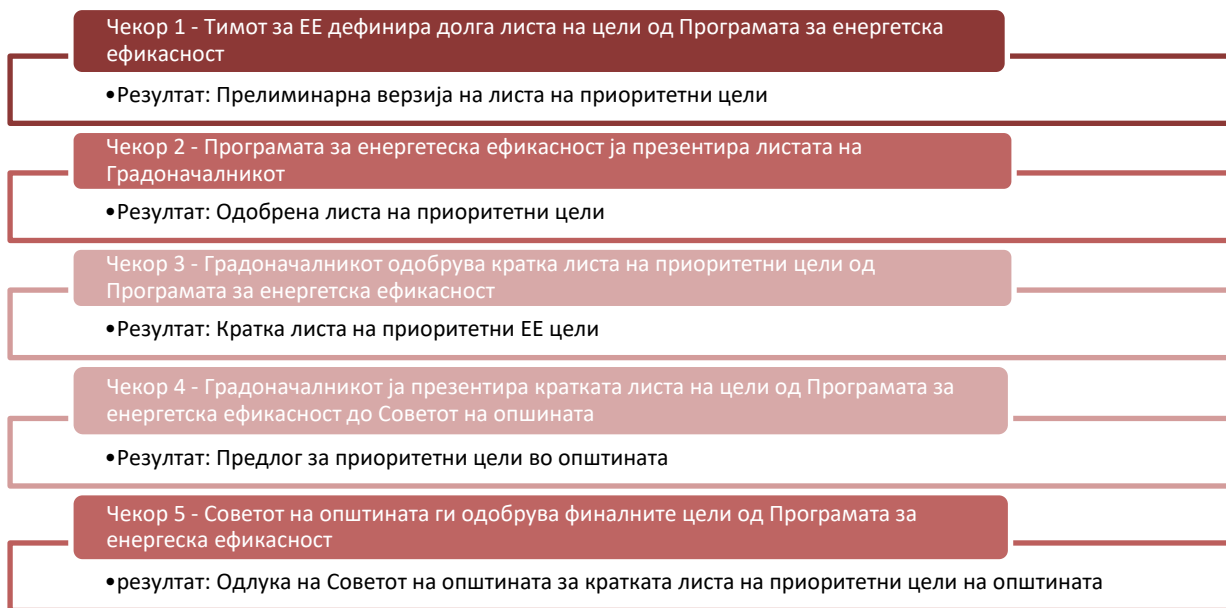 Чекор 1 - Тимот за ЕЕ дефинира долга листа на цели од Програмата за енергетска
ефикасност
•Резултат: Прелиминарна верзија на листа на приоритетни цели
Чекор 2 - Програмата за енергетеска ефикасност ја презентира листата на
Градоначалникот
•Резултат: Одобрена листа на приоритетни цели
Чекор 3 - Градоначалникот одобрува кратка листа на приоритетни цели од
Програмата за енергетска ефикасност
•Резултат: Кратка листа на приоритетни ЕЕ цели
Чекор 4 - Градоначалникот ја презентира кратката листа на цели од Програмата за
енергетска ефикасност до Советот на опшината
•Резултат: Предлог за приоритетни цели во општината
Чекор 5 - Советот на општината ги одобрува финалните цели од Програмата за
енергеска ефикасност
•резултат: Одлука на Советот на општината за кратката листа на приоритетни цели на општината